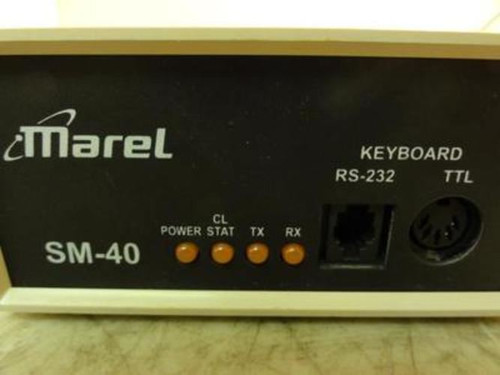 marel
KEYBOARD
RS-232 TTL
CL
POWER STAT TX RX
SM-40